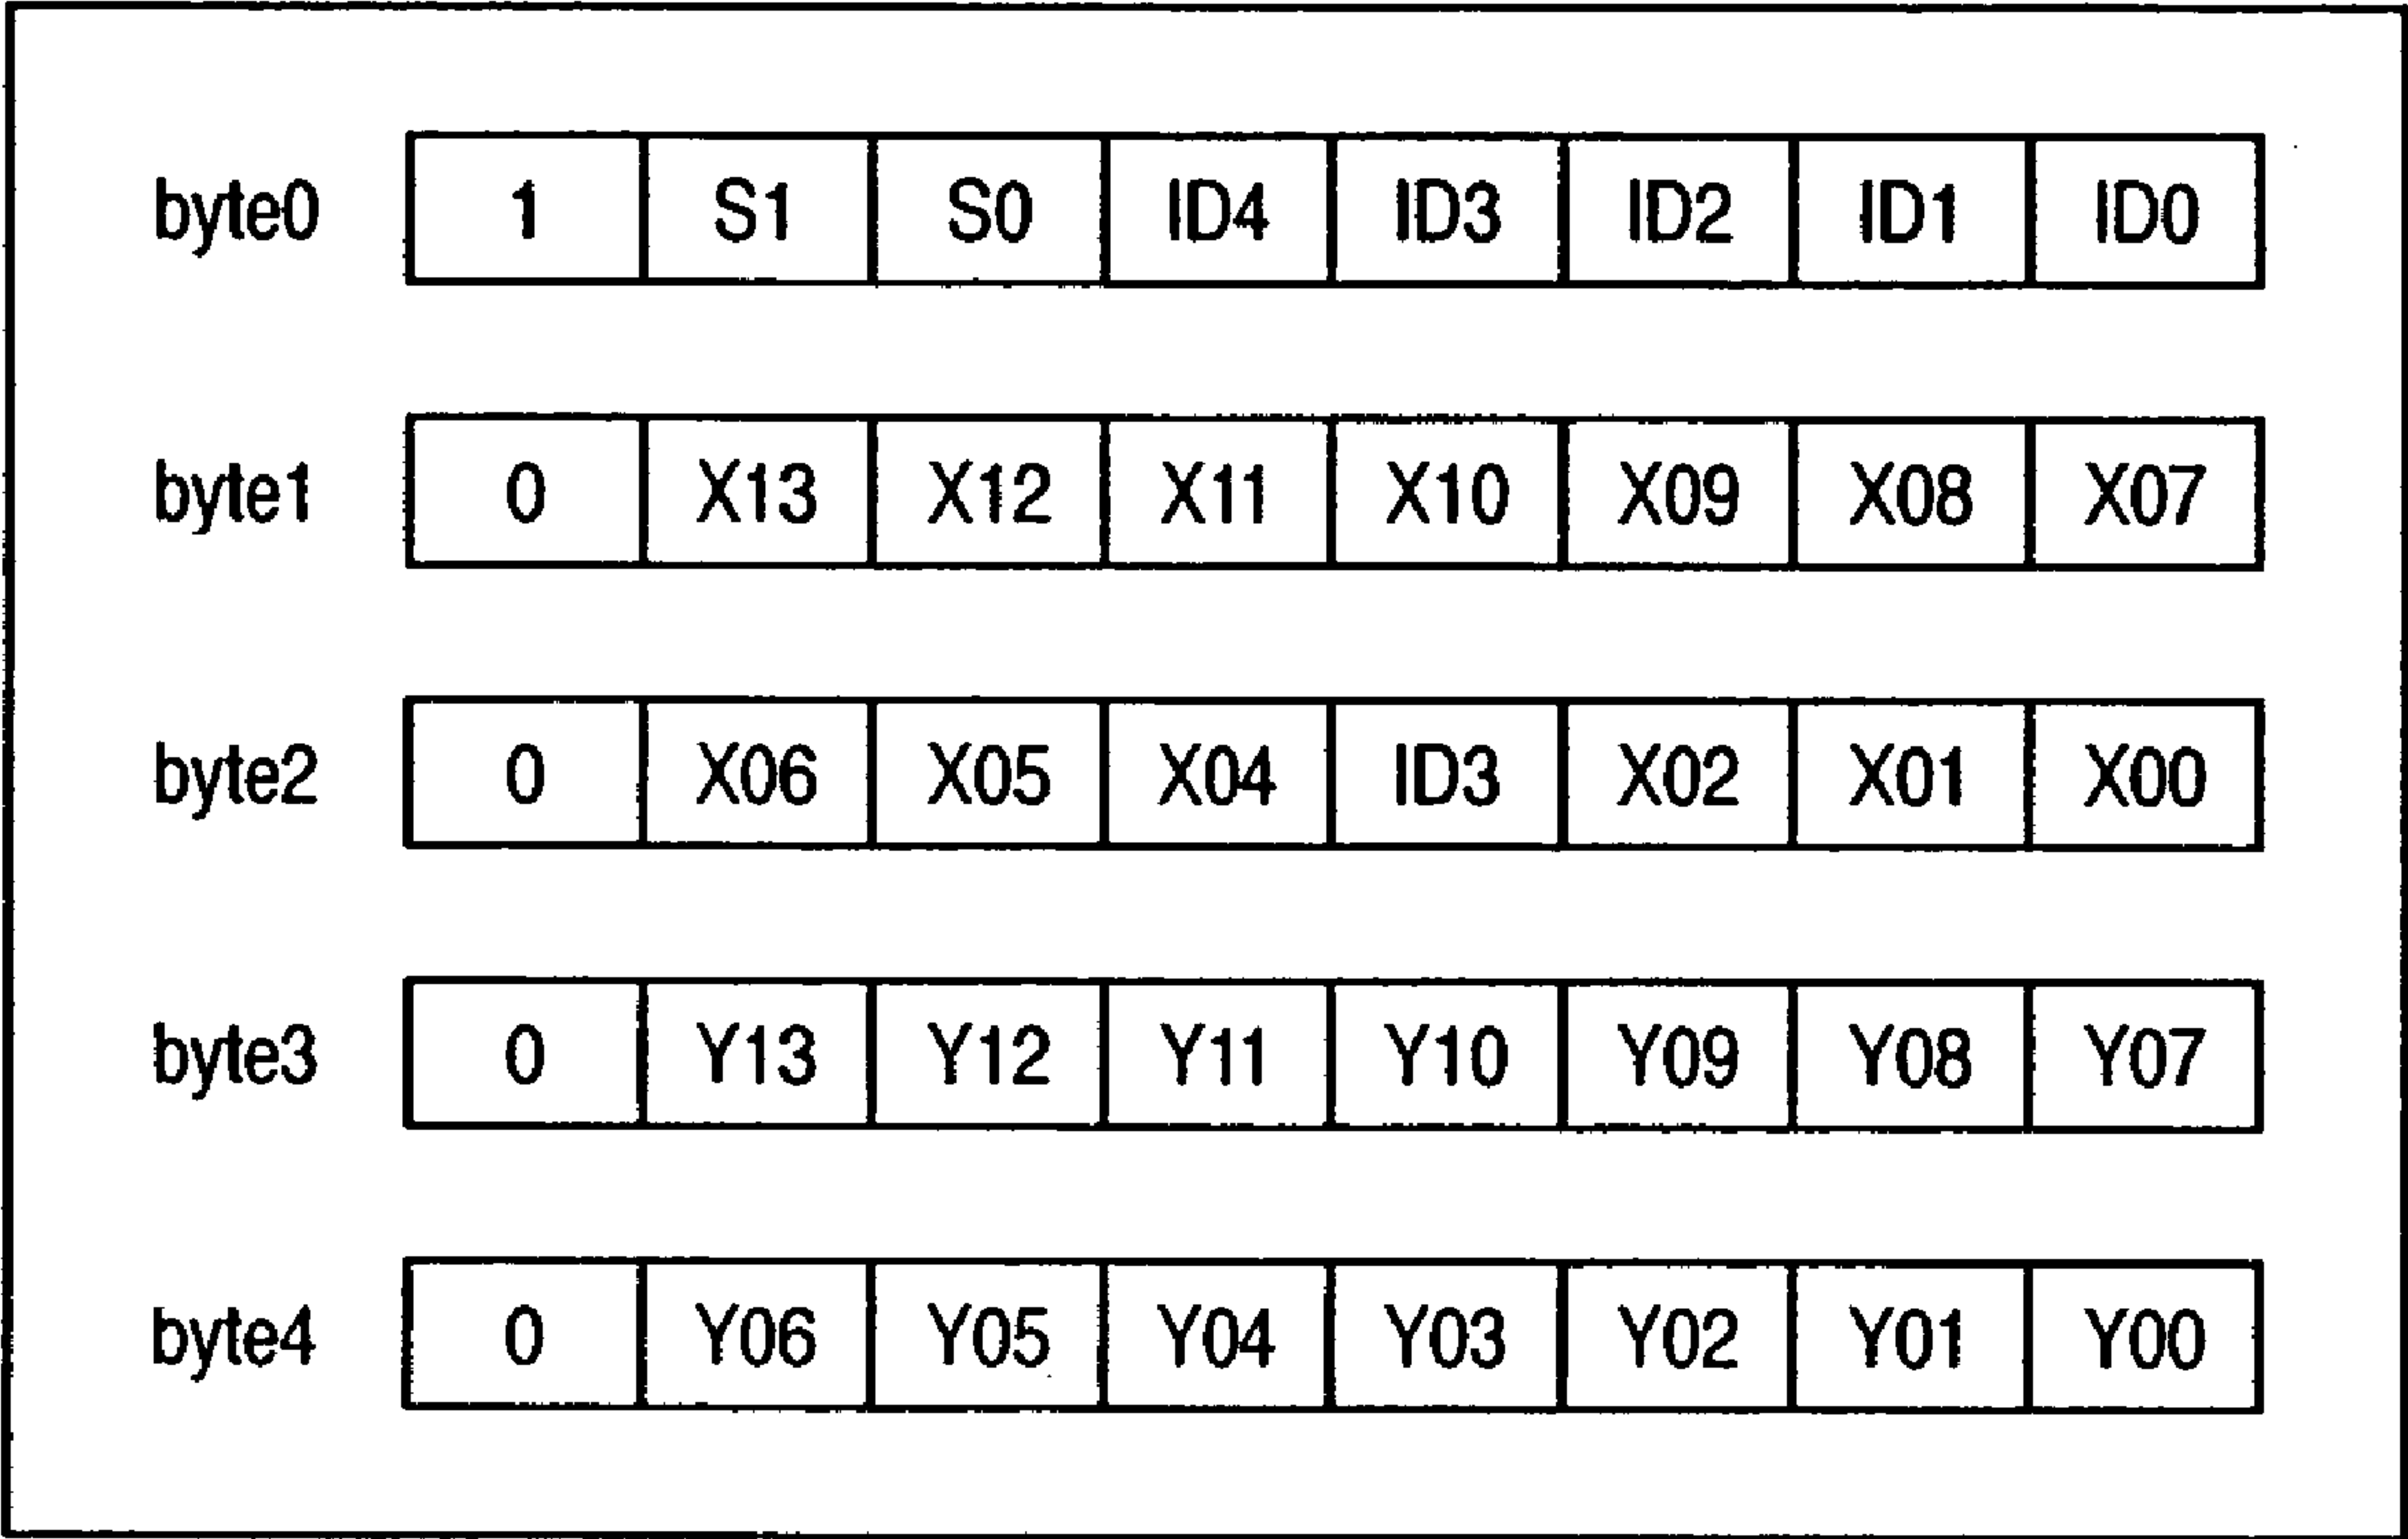 byte0 1 S1 S0 ID4 ID3 ID2 ID1 ID0
byte1 0 X13 X12 X11 X10 X09 X08 X07
byte2 0 X06 X05 X04 ID3 X02 X01 X00
byte3 0 Y13 Y12 Y11 Y10 Y09 Y08 Y07
byte4 0 Y06 Y05 Y04 Y03 Y02 Y01 Y00